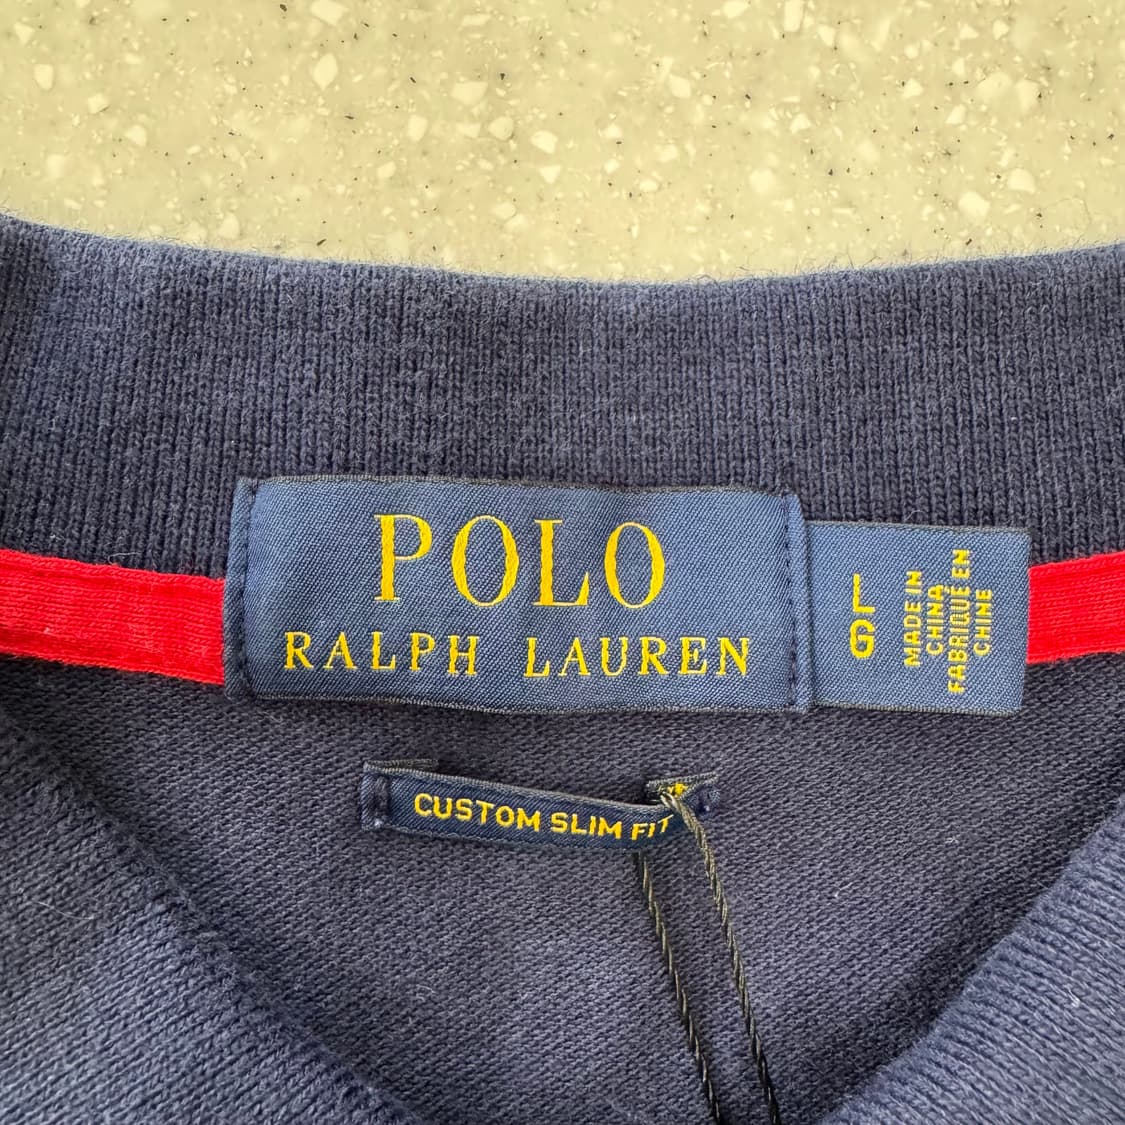 POLO
RALPH LAUREN
L
G
MADE IN
CHINA
FABRIQUÉ EN
CHINE
CUSTOM SLIM FIT